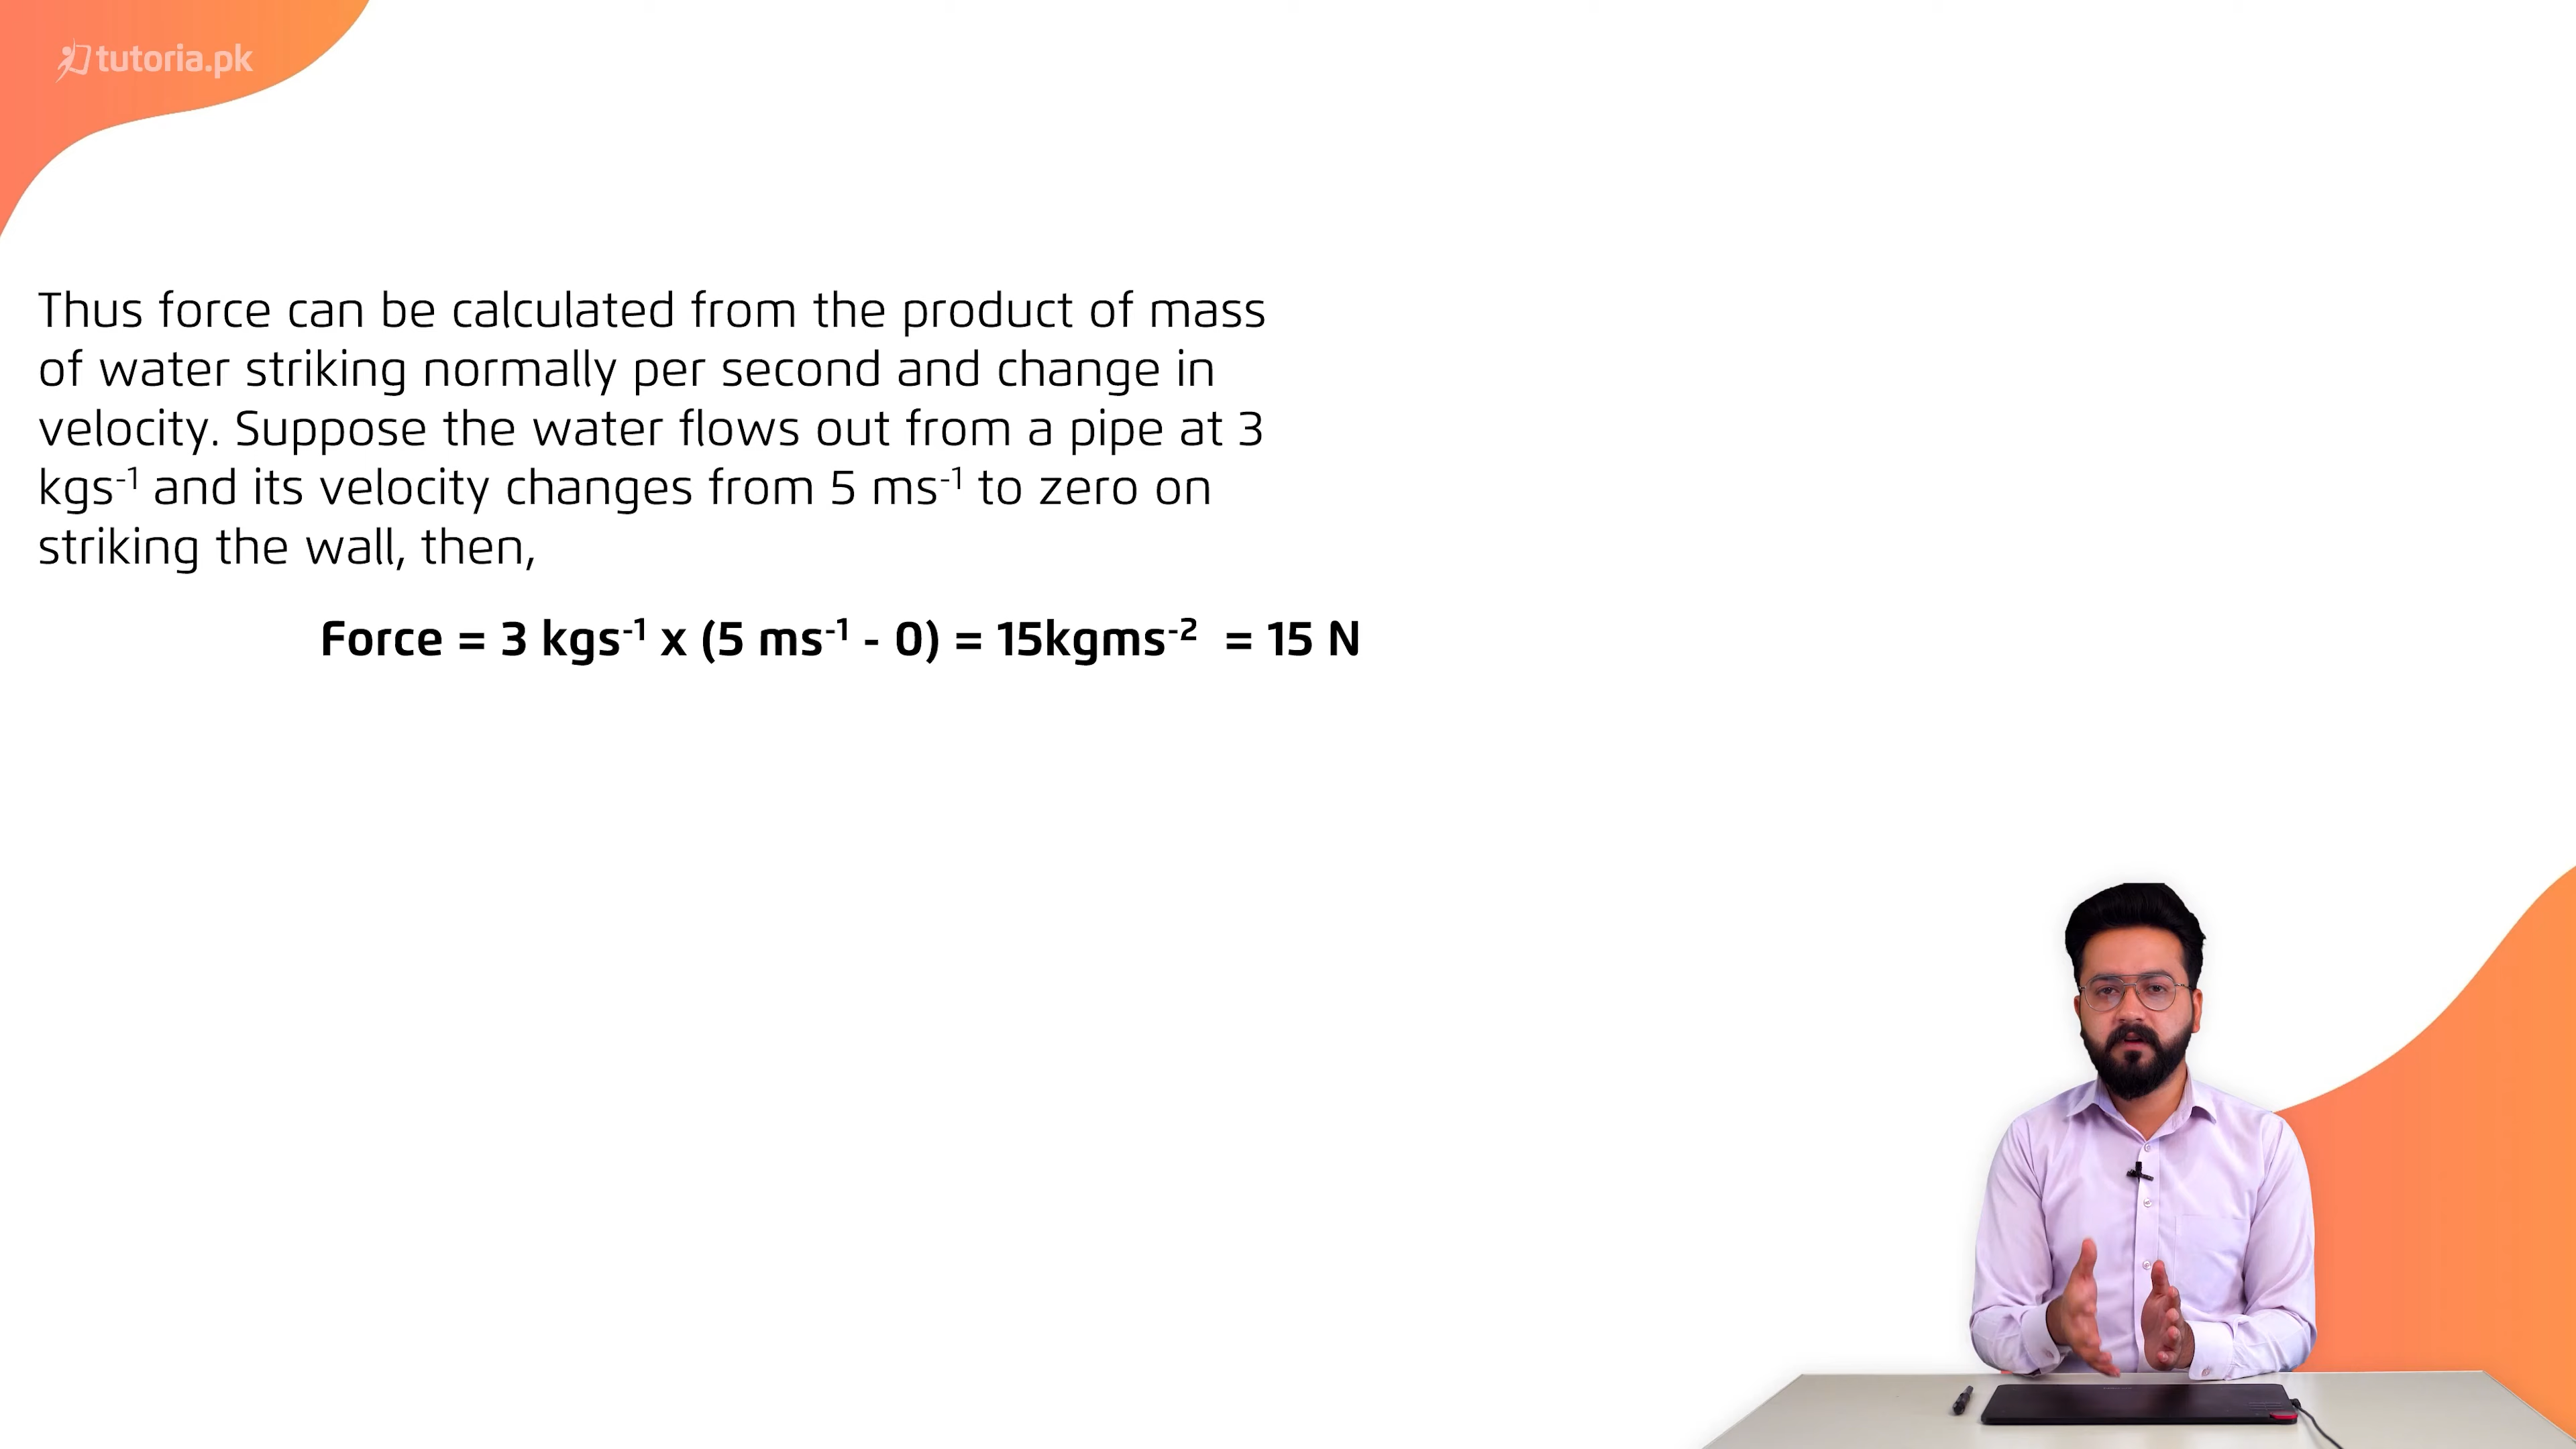 tutoria.pk
Thus force can be calculated from the product of mass
of water striking normally per second and change in
velocity. Suppose the water flows out from a pipe at 3
kgs⁻¹ and its velocity changes from 5 ms⁻¹ to zero on
striking the wall, then,
Force = 3 kgs⁻¹ x (5 ms⁻¹ - 0) = 15kgms⁻² = 15 N